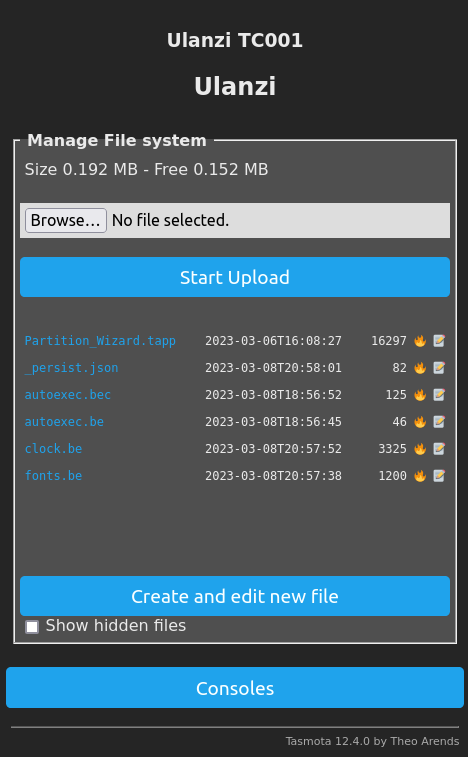 Ulanzi TC001
Ulanzi
Manage File system
Size 0.192 MB - Free 0.152 MB
Browse... No file selected.
Start Upload
Partition_Wizard.tapp 2023-03-06T16:08:27 16297
_persist.json 2023-03-08T20:58:01 82
autoexec.bec 2023-03-08T18:56:52 125
autoexec.be 2023-03-08T18:56:45 46
clock.be 2023-03-08T20:57:52 3325
fonts.be 2023-03-08T20:57:38 1200
Create and edit new file
Show hidden files
Consoles
Tasmota 12.4.0 by Theo Arends